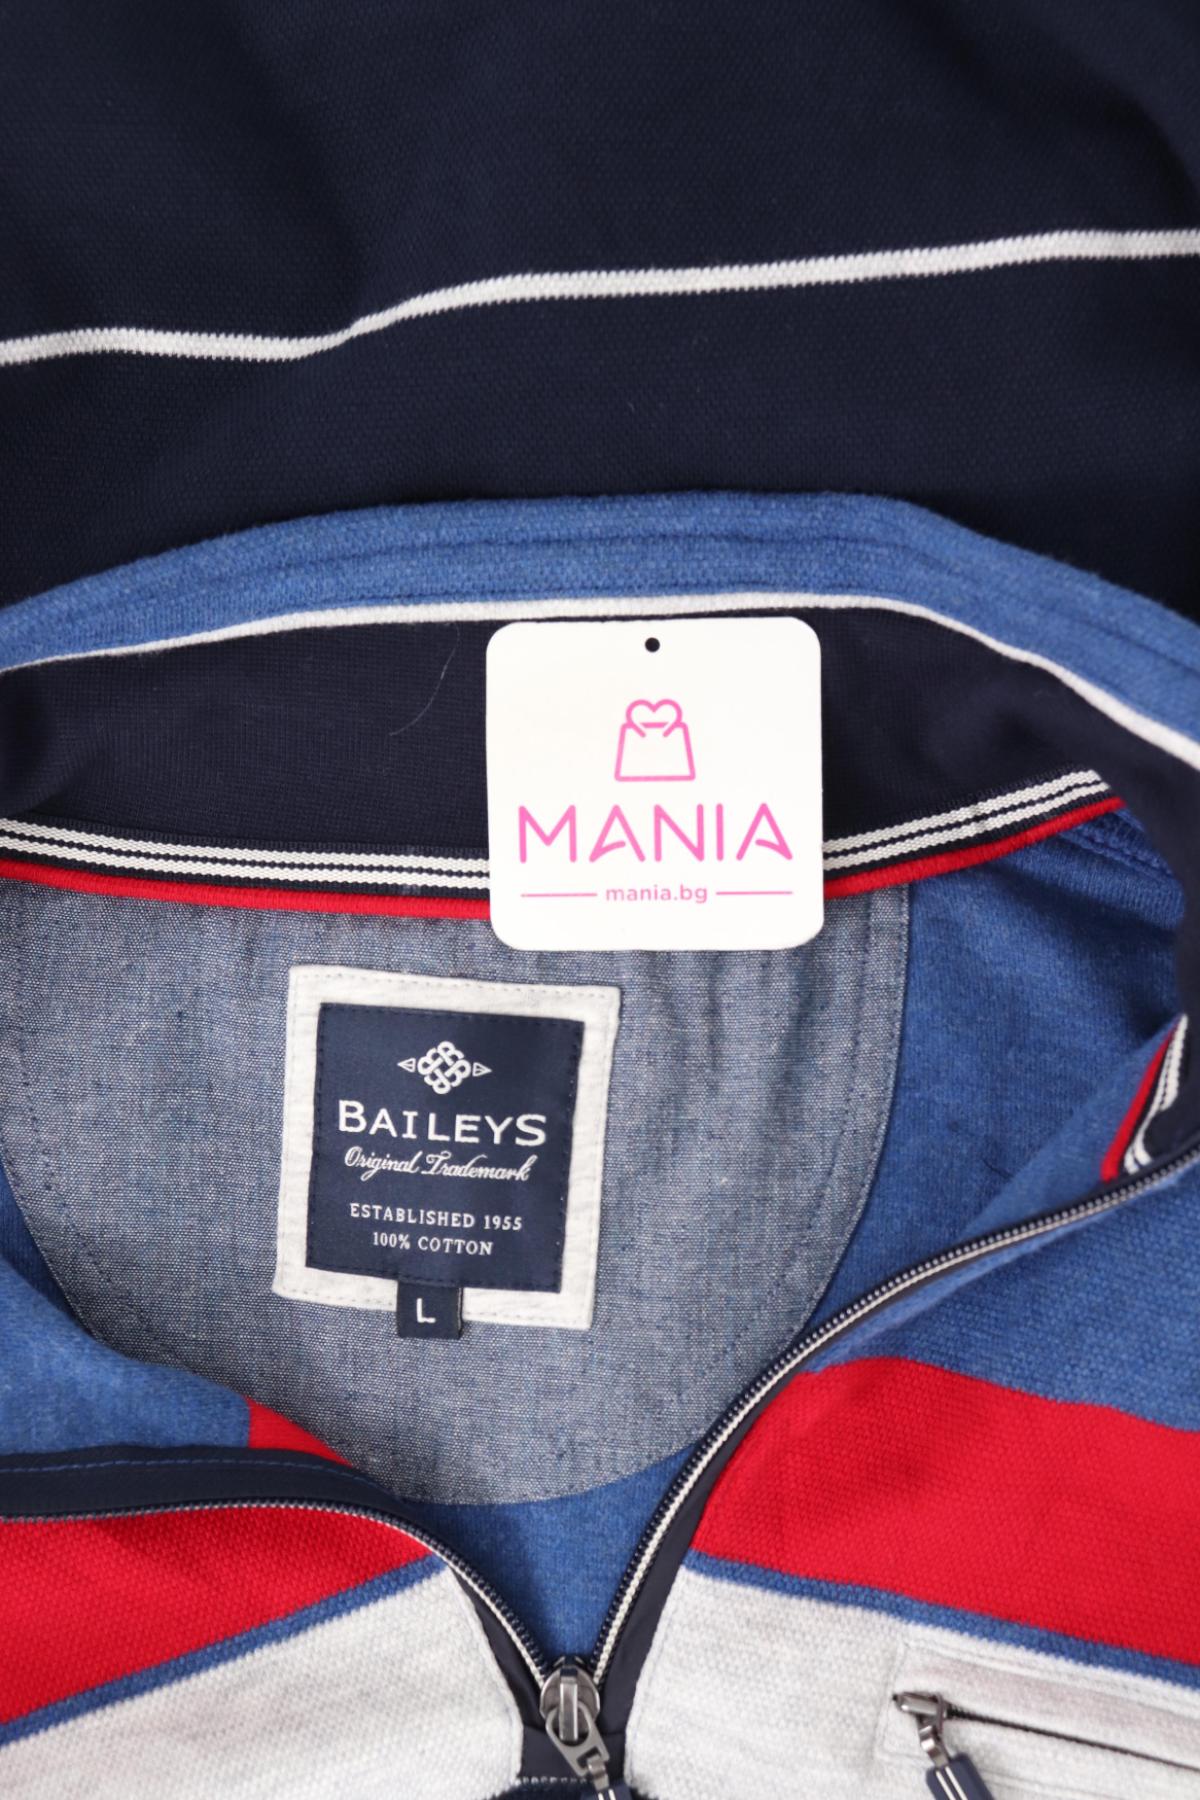 MANIA
mania.bg
BAILEYS
Original Trademark
ESTABLISHED 1955
100% COTTON
L